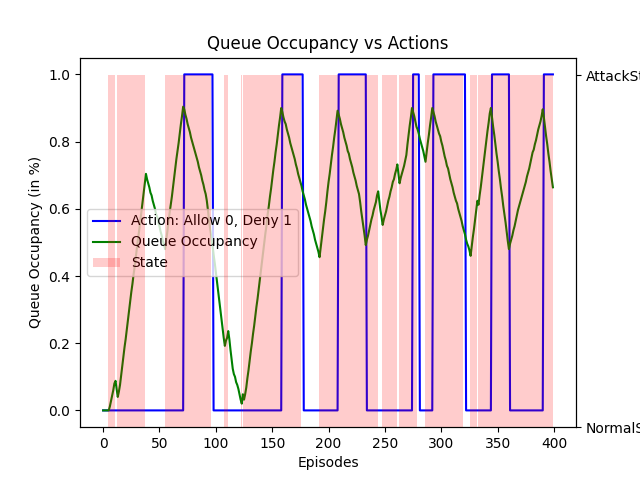 Queue Occupancy vs Actions
1.0
0.8
0.6
0.4
0.2
0.0
Queue Occupancy (in %)
AttackSt
NormalS
Action: Allow 0, Deny 1
Queue Occupancy
State
0 50 100 150 200 250 300 350 400
Episodes